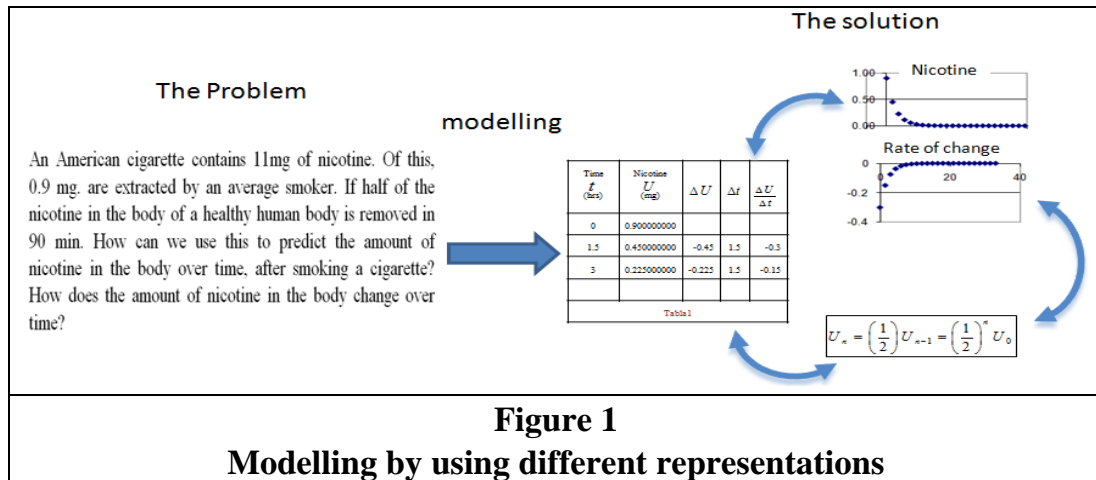 The solution
The Problem
modelling
An American cigarette contains 11mg of nicotine. Of this,
0.9 mg. are extracted by an average smoker. If half of the
nicotine in the body of a healthy human body is removed in
90 min. How can we use this to predict the amount of
nicotine in the body over time, after smoking a cigarette?
How does the amount of nicotine in the body change over
time?
Time t (hrs) Nicotine U (mg) ΔU Δt ΔU/Δt
0 0.900000000
1.5 0.450000000 -0.45 1.5 -0.3
3 0.225000000 -0.225 1.5 -0.15
Tabla1
Nicotine
1.00
0.50
0.00
Rate of change
0
0 20 40
-0.2
-0.4
U_n = (1/2) U_{n-1} = (1/2)^n U_0
Figure 1
Modelling by using different representations